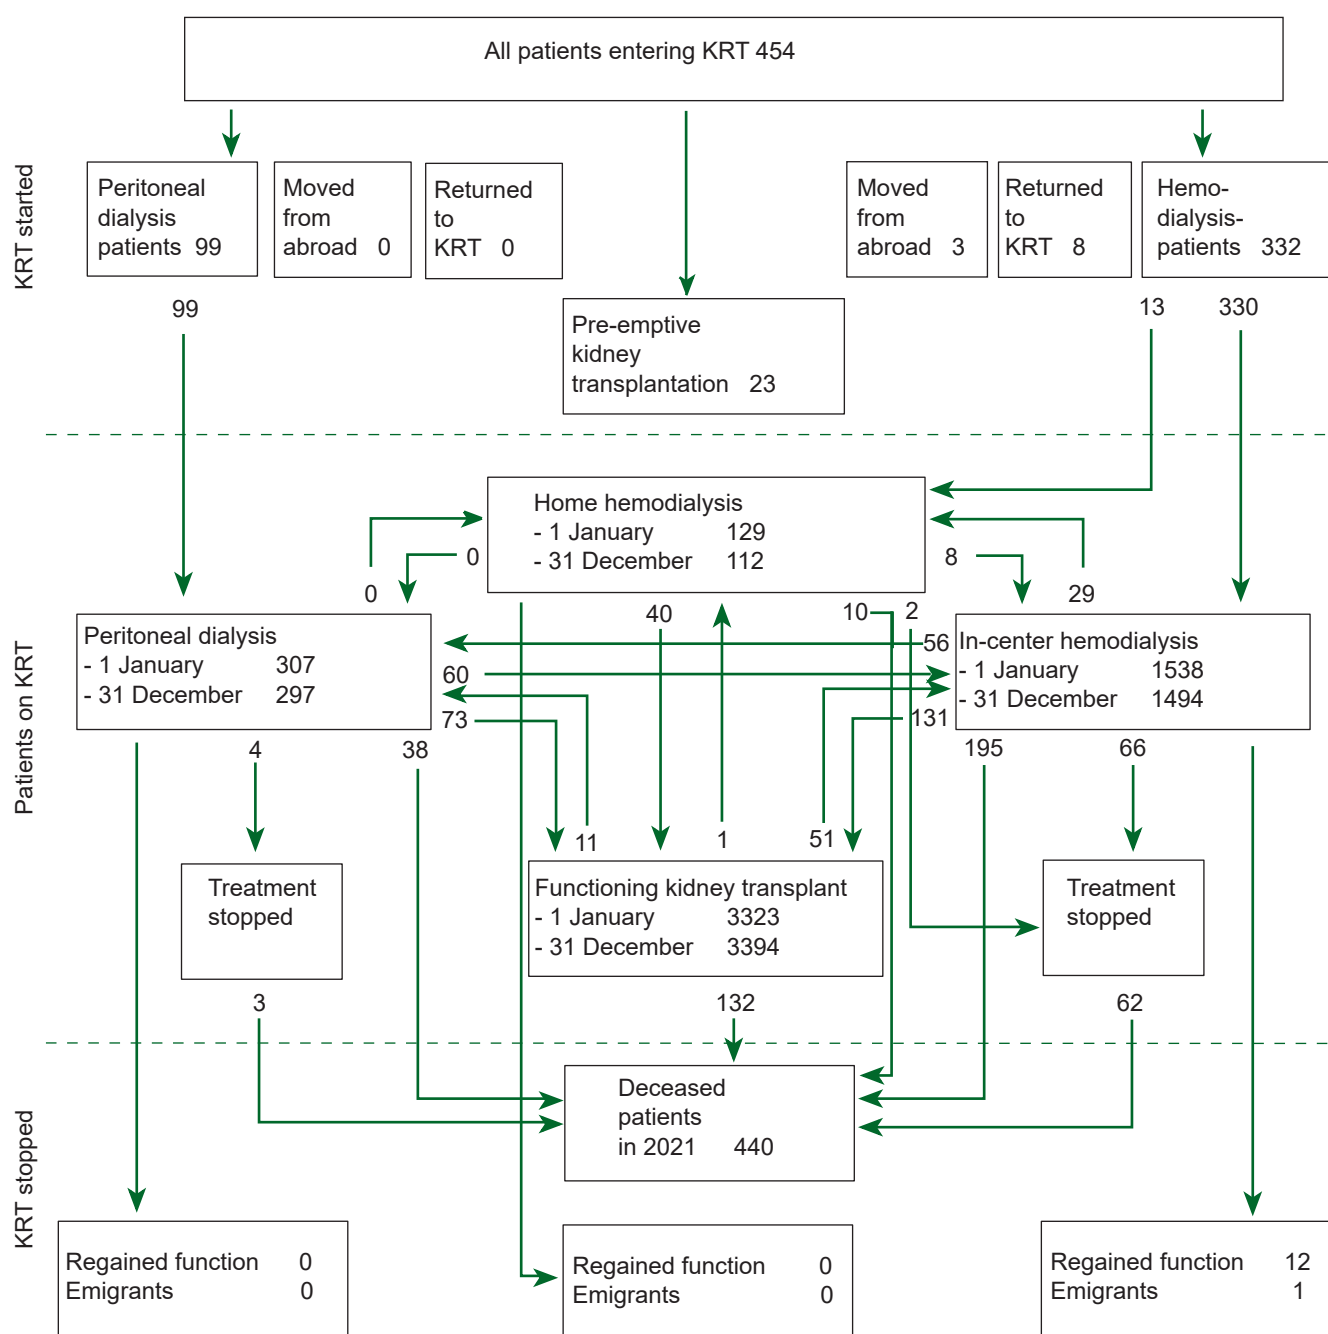 All patients entering KRT 454
KRT started
Peritoneal
dialysis
patients 99
Moved
from
abroad 0
Returned
to
KRT 0
Moved
from
abroad 3
Returned
to
KRT 8
Hemo-
dialysis-
patients 332
99
13
330
Pre-emptive
kidney
transplantation 23
Patients on KRT
Home hemodialysis
- 1 January 129
- 31 December 112
0
0
8
29
40
10
2
Peritoneal dialysis
- 1 January 307
- 31 December 297
56
60
73
131
In-center hemodialysis
- 1 January 1538
- 31 December 1494
4
38
195
66
11
1
51
Treatment
stopped
Functioning kidney transplant
- 1 January 3323
- 31 December 3394
Treatment
stopped
3
132
62
KRT stopped
Deceased
patients
in 2021 440
Regained function 0
Emigrants 0
Regained function 0
Emigrants 0
Regained function 12
Emigrants 1